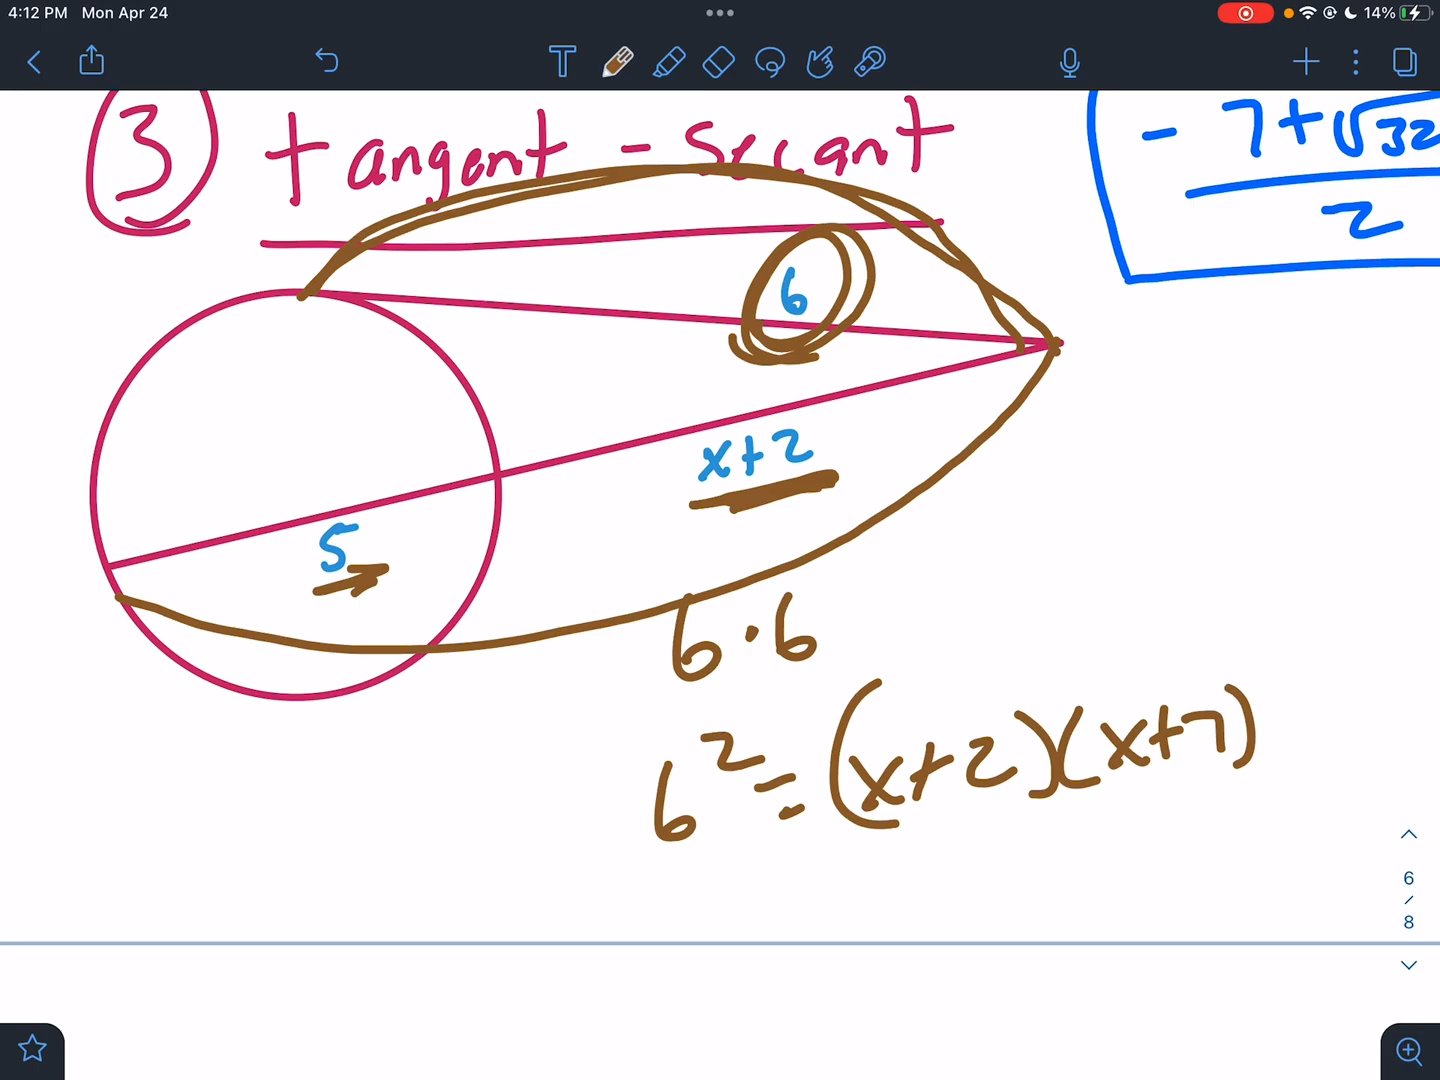 4:12 PM Mon Apr 24
14%
T
3 tangent - secant
- 7+√32
2
6
x+2
5
6·6
6² = (x+2)(x+7)
6
/
8